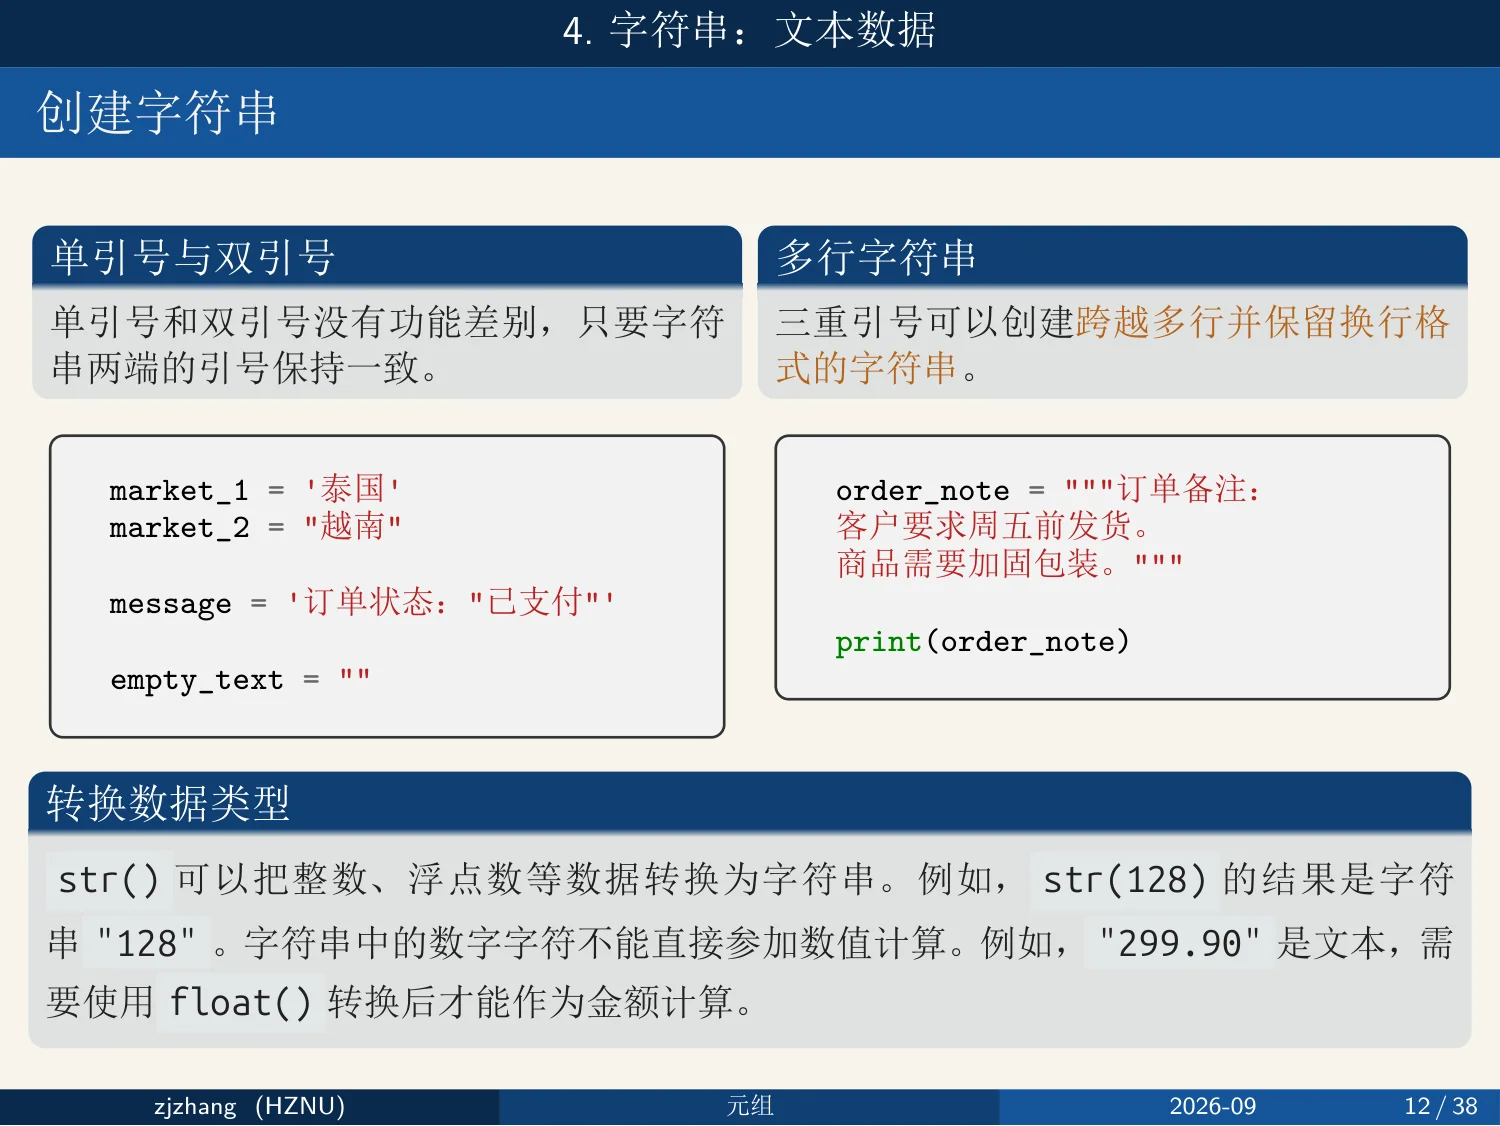 4. 字符串：文本数据
创建字符串
单引号与双引号
单引号和双引号没有功能差别，只要字符
串两端的引号保持一致。
market_1 = '泰国'
market_2 = "越南"
message = '订单状态："已支付"'
empty_text = ""
多行字符串
三重引号可以创建跨越多行并保留换行格
式的字符串。
order_note = """订单备注：
客户要求周五前发货。
商品需要加固包装。"""
print(order_note)
转换数据类型
str() 可以把整数、浮点数等数据转换为字符串。例如，str(128) 的结果是字符
串 "128" 。字符串中的数字字符不能直接参加数值计算。例如，"299.90" 是文本，需
要使用 float() 转换后才能作为金额计算。
zjzhang (HZNU) 元组 2026-09 12 / 38